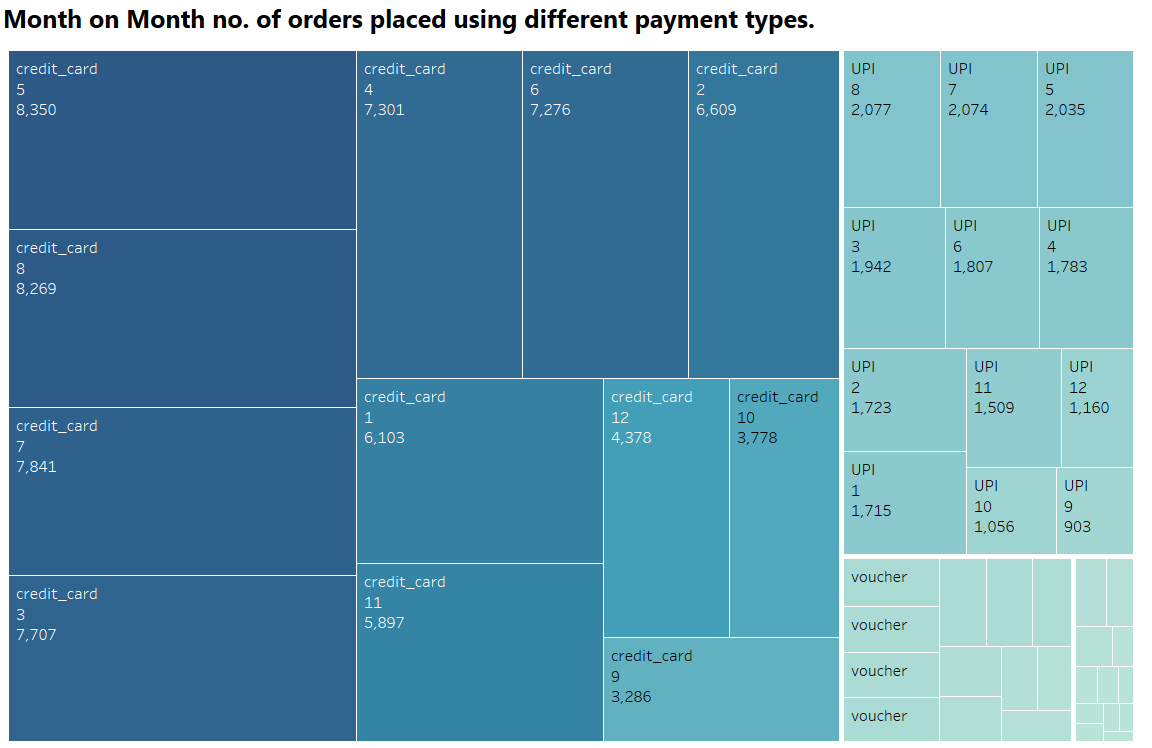 Month on Month no. of orders placed using different payment types.
credit_card
5
8,350
credit_card
8
8,269
credit_card
7
7,841
credit_card
3
7,707
credit_card
4
7,301
credit_card
6
7,276
credit_card
2
6,609
credit_card
1
6,103
credit_card
11
5,897
credit_card
12
4,378
credit_card
10
3,778
credit_card
9
3,286
UPI
8
2,077
UPI
7
2,074
UPI
5
2,035
UPI
3
1,942
UPI
6
1,807
UPI
4
1,783
UPI
2
1,723
UPI
1
1,715
UPI
11
1,509
UPI
12
1,160
UPI
10
1,056
UPI
9
903
voucher
voucher
voucher
voucher